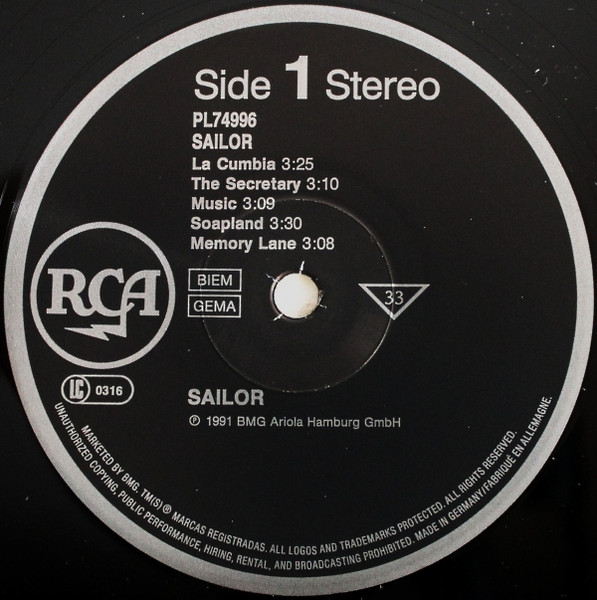 Side 1 Stereo
PL74996
SAILOR
La Cumbia 3:25
The Secretary 3:10
Music 3:09
Soapland 3:30
Memory Lane 3:08
RCA
BIEM
GEMA
33
LC 0316
SAILOR
℗ 1991 BMG Ariola Hamburg GmbH
MARKETED BY BMG. TM(S) ® MARCAS REGISTRADAS. ALL LOGOS AND TRADEMARKS PROTECTED. ALL RIGHTS RESERVED.
UNAUTHORIZED COPYING, PUBLIC PERFORMANCE, HIRING, RENTAL, AND BROADCASTING PROHIBITED. MADE IN GERMANY/FABRIQUÉ EN ALLEMAGNE.